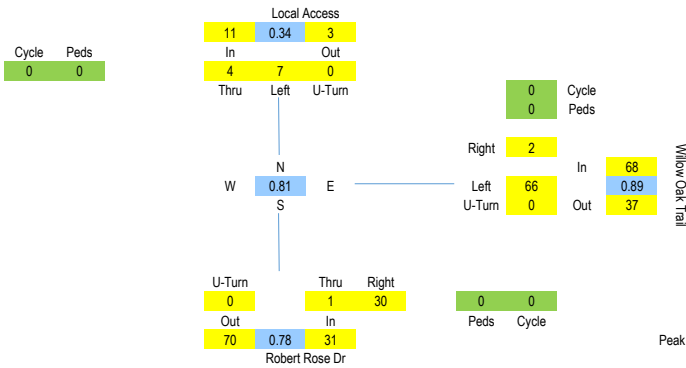 Local Access
11 0.34 3
Cycle Peds In Out
0 0 4 7 0
Thru Left U-Turn
0 Cycle
0 Peds
Right 2
In 68
N
W 0.81 E Left 66 0.89
S U-Turn 0 Out 37
Willow Oak Trail
U-Turn Thru Right
0 1 30 0 0
Out In Peds Cycle
70 0.78 31 Peak
Robert Rose Dr